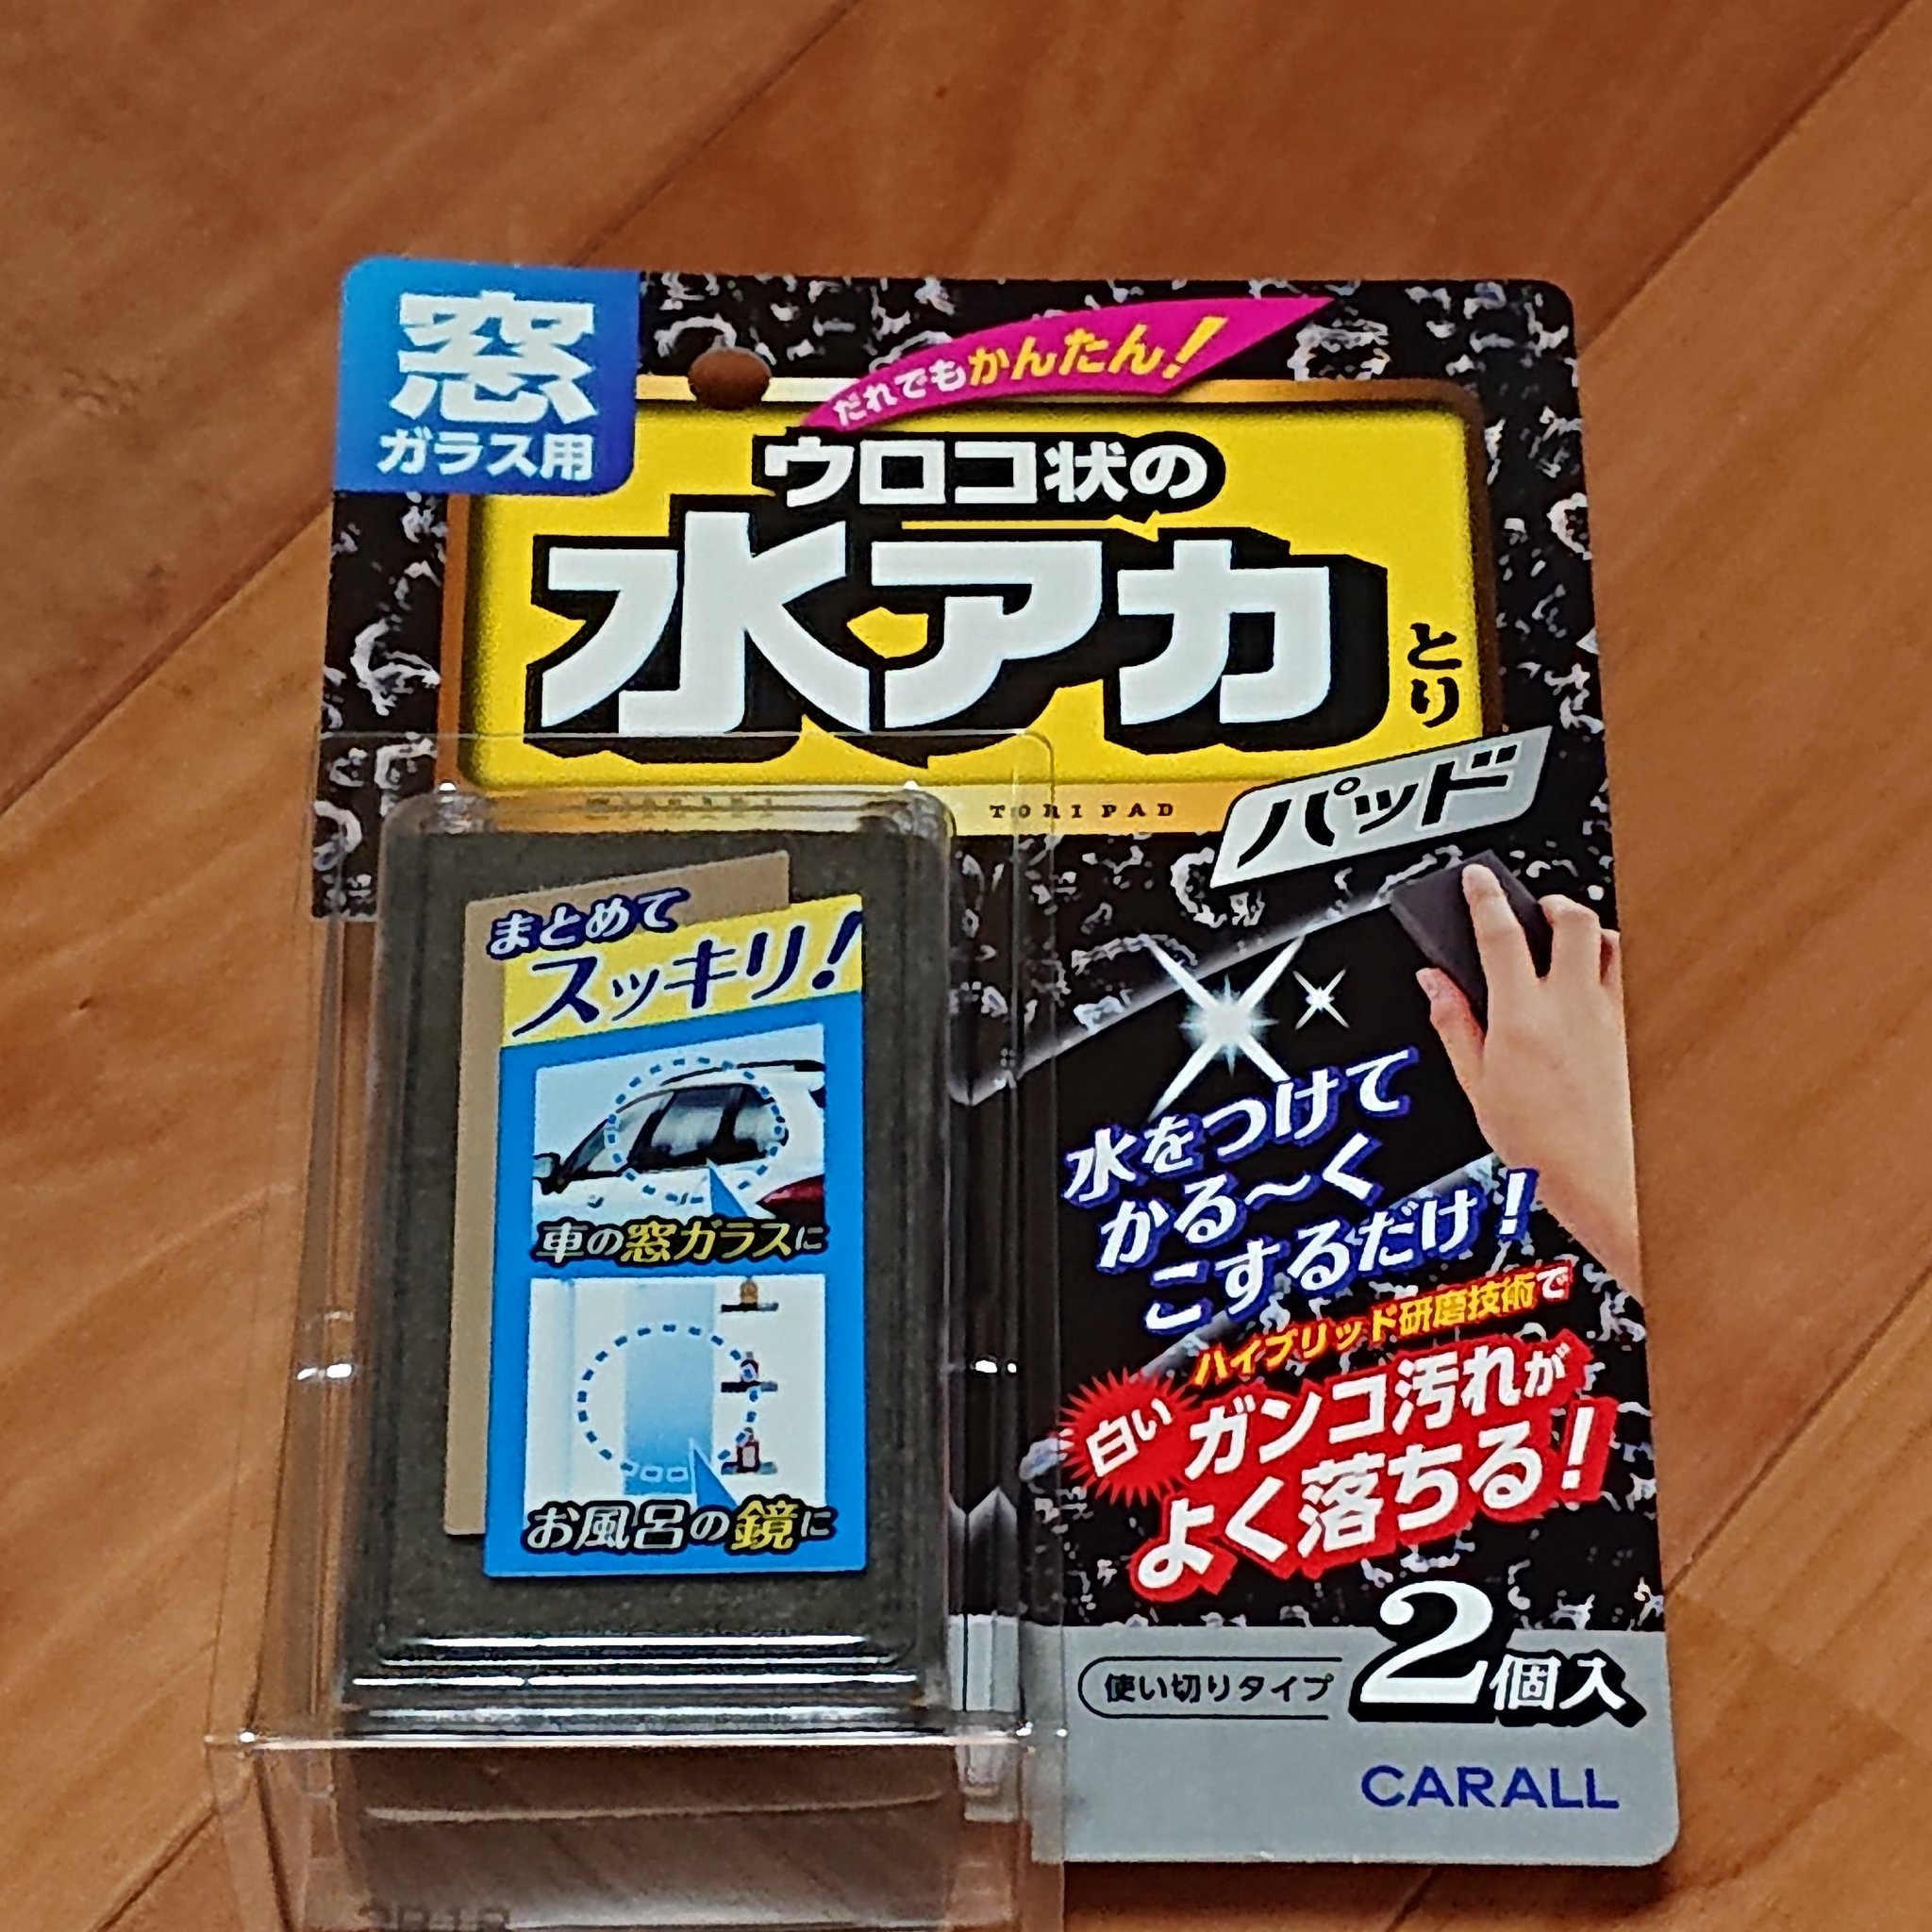 窓
ガラス用
だれでもかんたん!
ウロコ状の
水アカ
とり
パッド
TORI PAD
まとめて
スッキリ!
車の窓ガラスに
お風呂の鏡に
水をつけて
かる～く
こするだけ!
ハイブリッド研磨技術で
白い
ガンコ汚れが
よく落ちる!
使い切りタイプ
2個入
CARALL